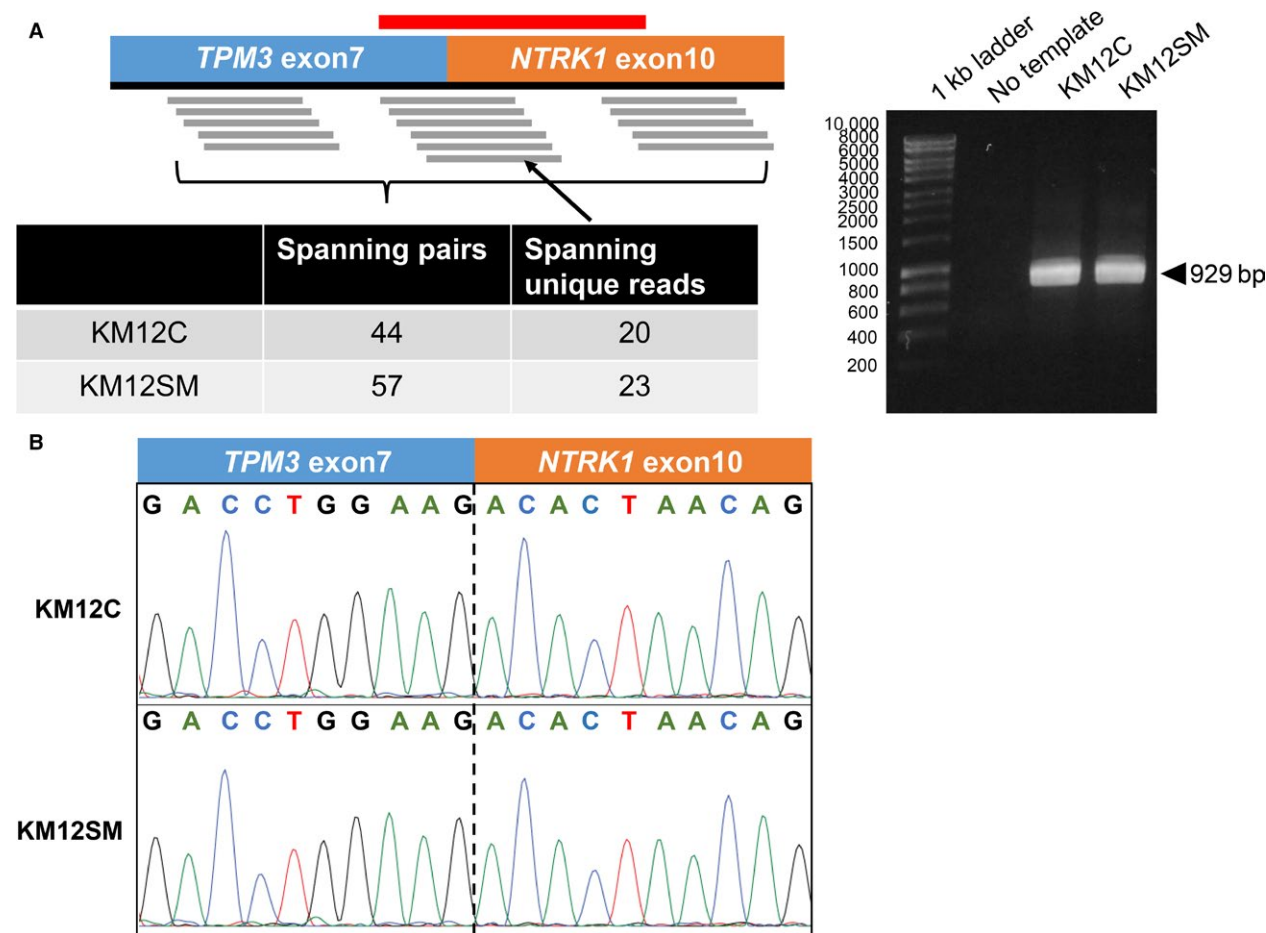 A
TPM3 exon7
NTRK1 exon10
Spanning pairs
Spanning
unique reads
KM12C
44
20
KM12SM
57
23
1 kb ladder
No template
KM12C
KM12SM
10 000
8000
6000
5000
4000
3000
2500
2000
1500
1000
800
600
400
200
929 bp
B
TPM3 exon7
NTRK1 exon10
G A C C T G G A A G A C A C T A A C A G
KM12C
G A C C T G G A A G A C A C T A A C A G
KM12SM